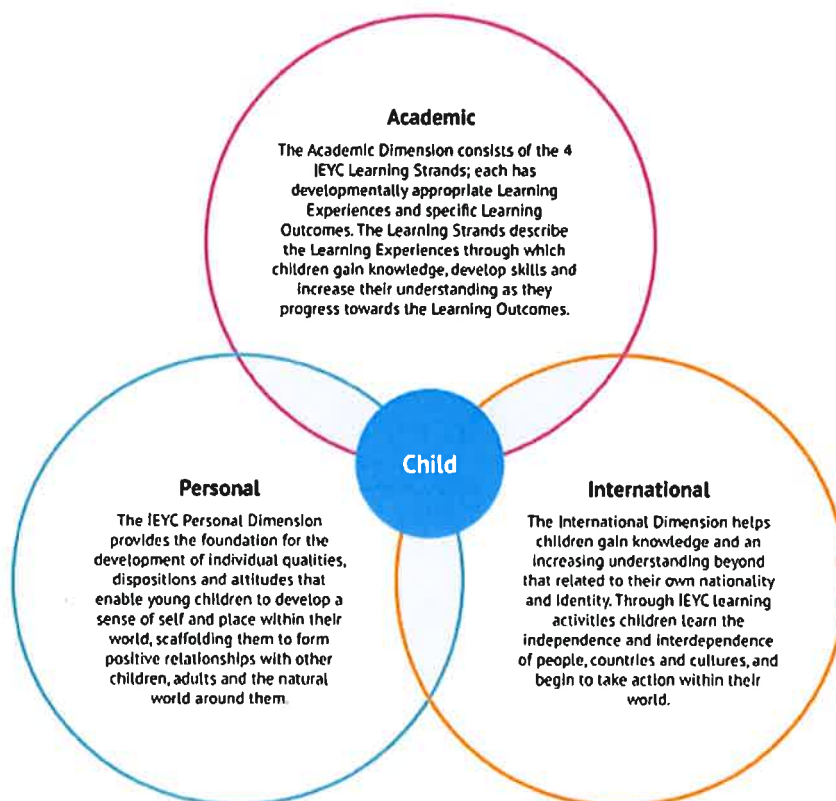 Academic
The Academic Dimension consists of the 4
IEYC Learning Strands; each has
developmentally appropriate Learning
Experiences and specific Learning
Outcomes. The Learning Strands describe
the Learning Experiences through which
children gain knowledge, develop skills and
increase their understanding as they
progress towards the Learning Outcomes.
Child
Personal
The IEYC Personal Dimension
provides the foundation for the
development of individual qualities,
dispositions and attitudes that
enable young children to develop a
sense of self and place within their
world, scaffolding them to form
positive relationships with other
children, adults and the natural
world around them.
International
The International Dimension helps
children gain knowledge and an
increasing understanding beyond
that related to their own nationality
and identity. Through IEYC learning
activities children learn the
independence and interdependence
of people, countries and cultures, and
begin to take action within their
world.